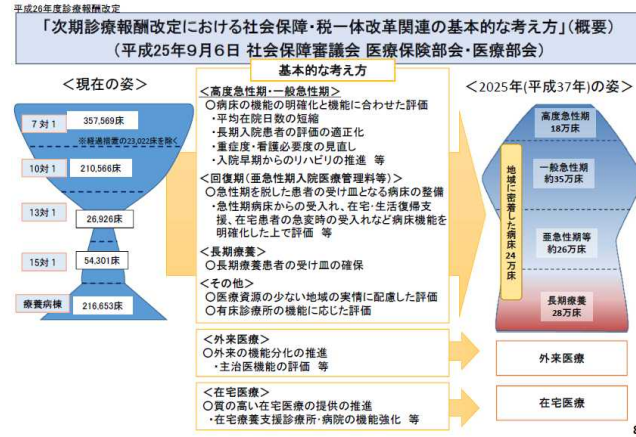 平成26年度診療報酬改定
「次期診療報酬改定における社会保障・税一体改革関連の基本的な考え方」(概要)
(平成25年9月6日 社会保障審議会 医療保険部会・医療部会)
<現在の姿>
7対1
357,569床
※経過措置の23,022床を除く
10対1
210,566床
13対1
26,926床
15対1
54,301床
療養病棟
216,653床
基本的な考え方
<高度急性期・一般急性期>
○病床の機能の明確化と機能に合わせた評価
・平均在院日数の短縮
・長期入院患者の評価の適正化
・重症度・看護必要度の見直し
・入院早期からのリハビリの推進 等
<回復期(亜急性期入院医療管理料等)>
○急性期を脱した患者の受け皿となる病床の整備
・急性期病床からの受入れ、在宅・生活復帰支
援、在宅患者の急変時の受入れなど病床機能を
明確化した上で評価 等
<長期療養>
○長期療養患者の受け皿の確保
<その他>
○医療資源の少ない地域の実情に配慮した評価
○有床診療所の機能に応じた評価
<外来医療>
○外来の機能分化の推進
・主治医機能の評価 等
<在宅医療>
○質の高い在宅医療の提供の推進
・在宅療養支援診療所・病院の機能強化 等
<2025年(平成37年)の姿>
高度急性期
18万床
一般急性期
約35万床
亜急性期等
約26万床
長期療養
28万床
地域に密着した病床24万床
外来医療
在宅医療
8